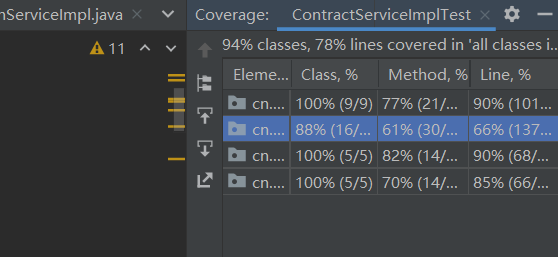 nServiceImpl.java
Coverage: ContractServiceImplTest
11
94% classes, 78% lines covered in 'all classes i...
Eleme... Class, % Method, % Line, %
cn.... 100% (9/9) 77% (21/... 90% (101...
cn.... 88% (16/... 61% (30/... 66% (137...
cn.... 100% (5/5) 82% (14/... 90% (68/...
cn.... 100% (5/5) 70% (14/... 85% (66/...